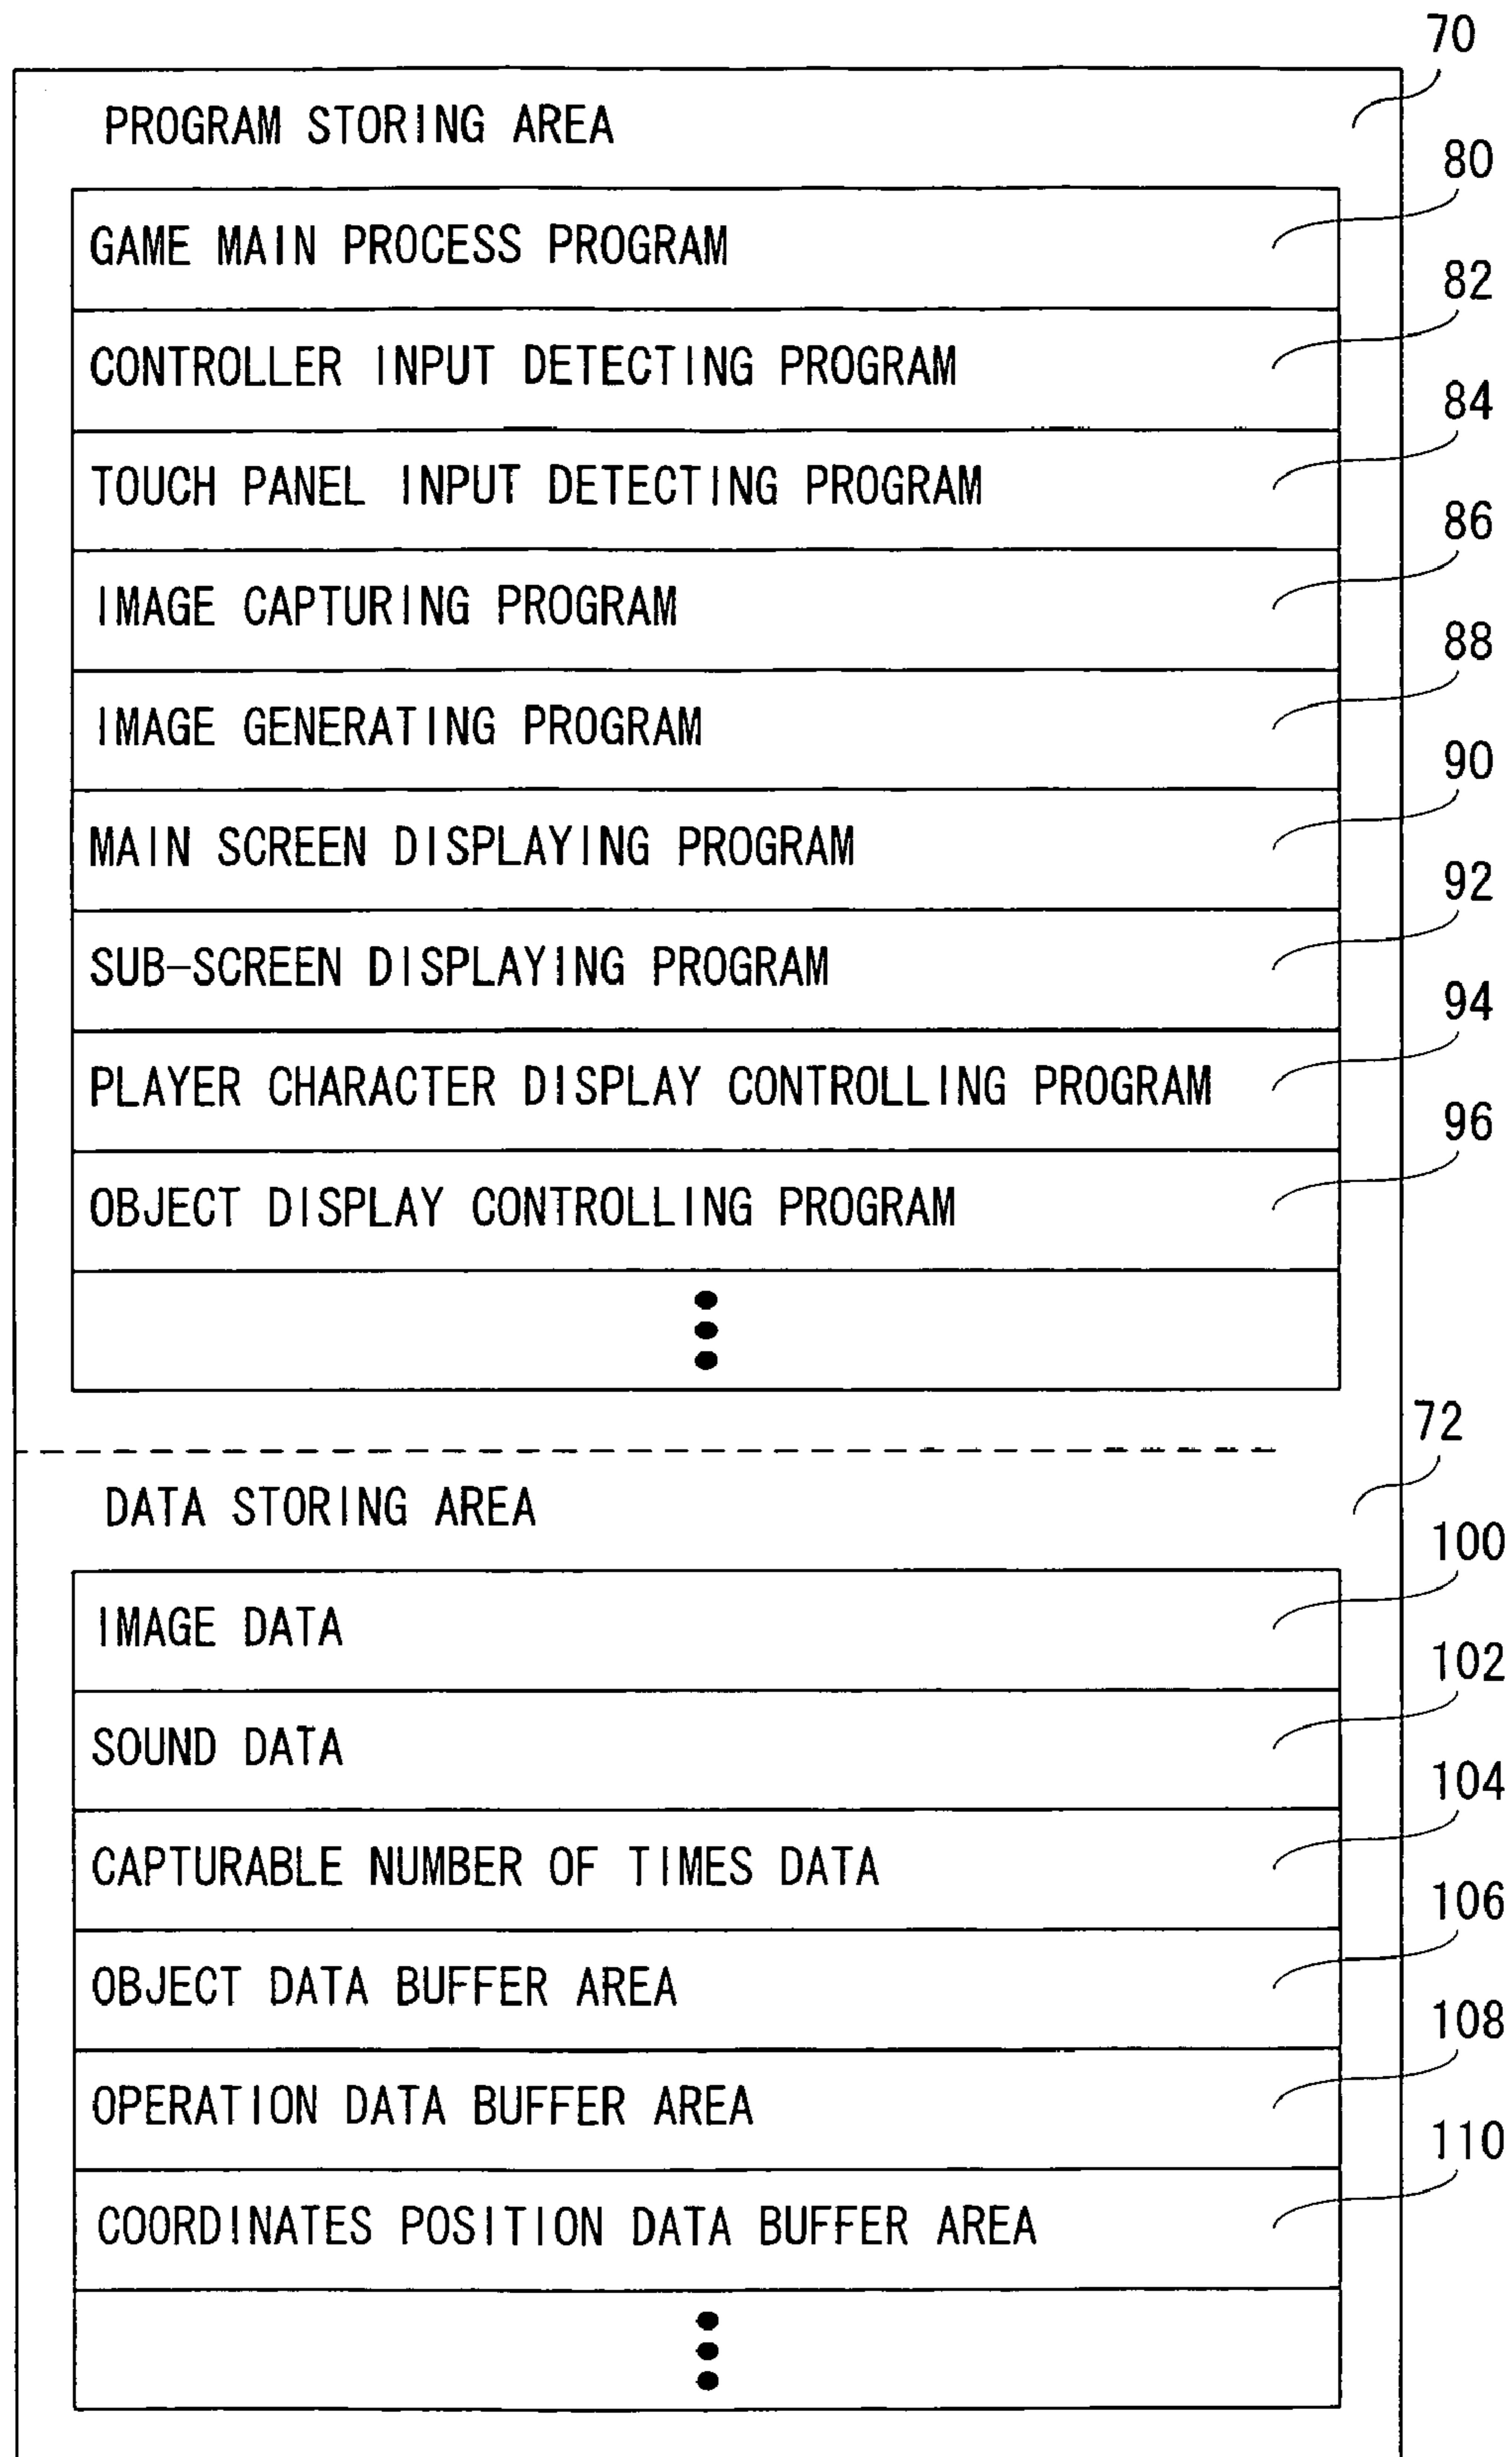 70
PROGRAM STORING AREA
80
GAME MAIN PROCESS PROGRAM
82
CONTROLLER INPUT DETECTING PROGRAM
84
TOUCH PANEL INPUT DETECTING PROGRAM
86
IMAGE CAPTURING PROGRAM
88
IMAGE GENERATING PROGRAM
90
MAIN SCREEN DISPLAYING PROGRAM
92
SUB-SCREEN DISPLAYING PROGRAM
94
PLAYER CHARACTER DISPLAY CONTROLLING PROGRAM
96
OBJECT DISPLAY CONTROLLING PROGRAM
72
DATA STORING AREA
100
IMAGE DATA
102
SOUND DATA
104
CAPTURABLE NUMBER OF TIMES DATA
106
OBJECT DATA BUFFER AREA
108
OPERATION DATA BUFFER AREA
110
COORDINATES POSITION DATA BUFFER AREA